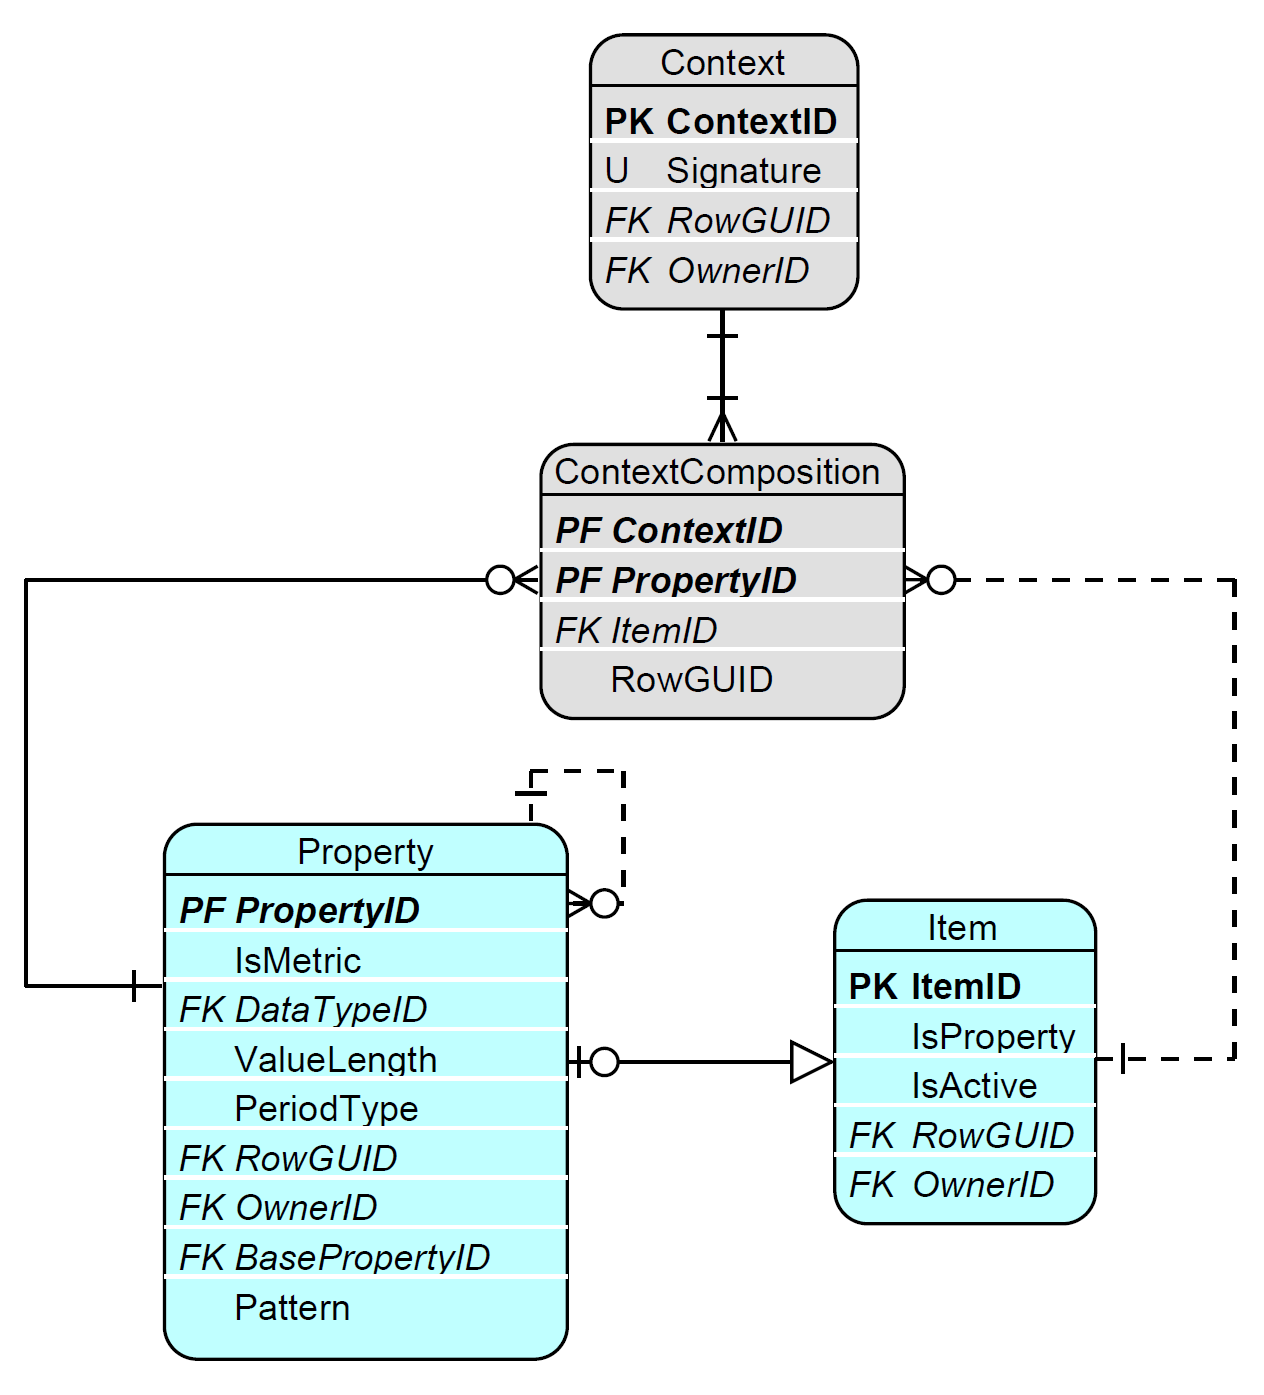 Context
PK ContextID
U Signature
FK RowGUID
FK OwnerID
ContextComposition
PF ContextID
PF PropertyID
FK ItemID
RowGUID
Property
PF PropertyID
IsMetric
FK DataTypeID
ValueLength
PeriodType
FK RowGUID
FK OwnerID
FK BasePropertyID
Pattern
Item
PK ItemID
IsProperty
IsActive
FK RowGUID
FK OwnerID